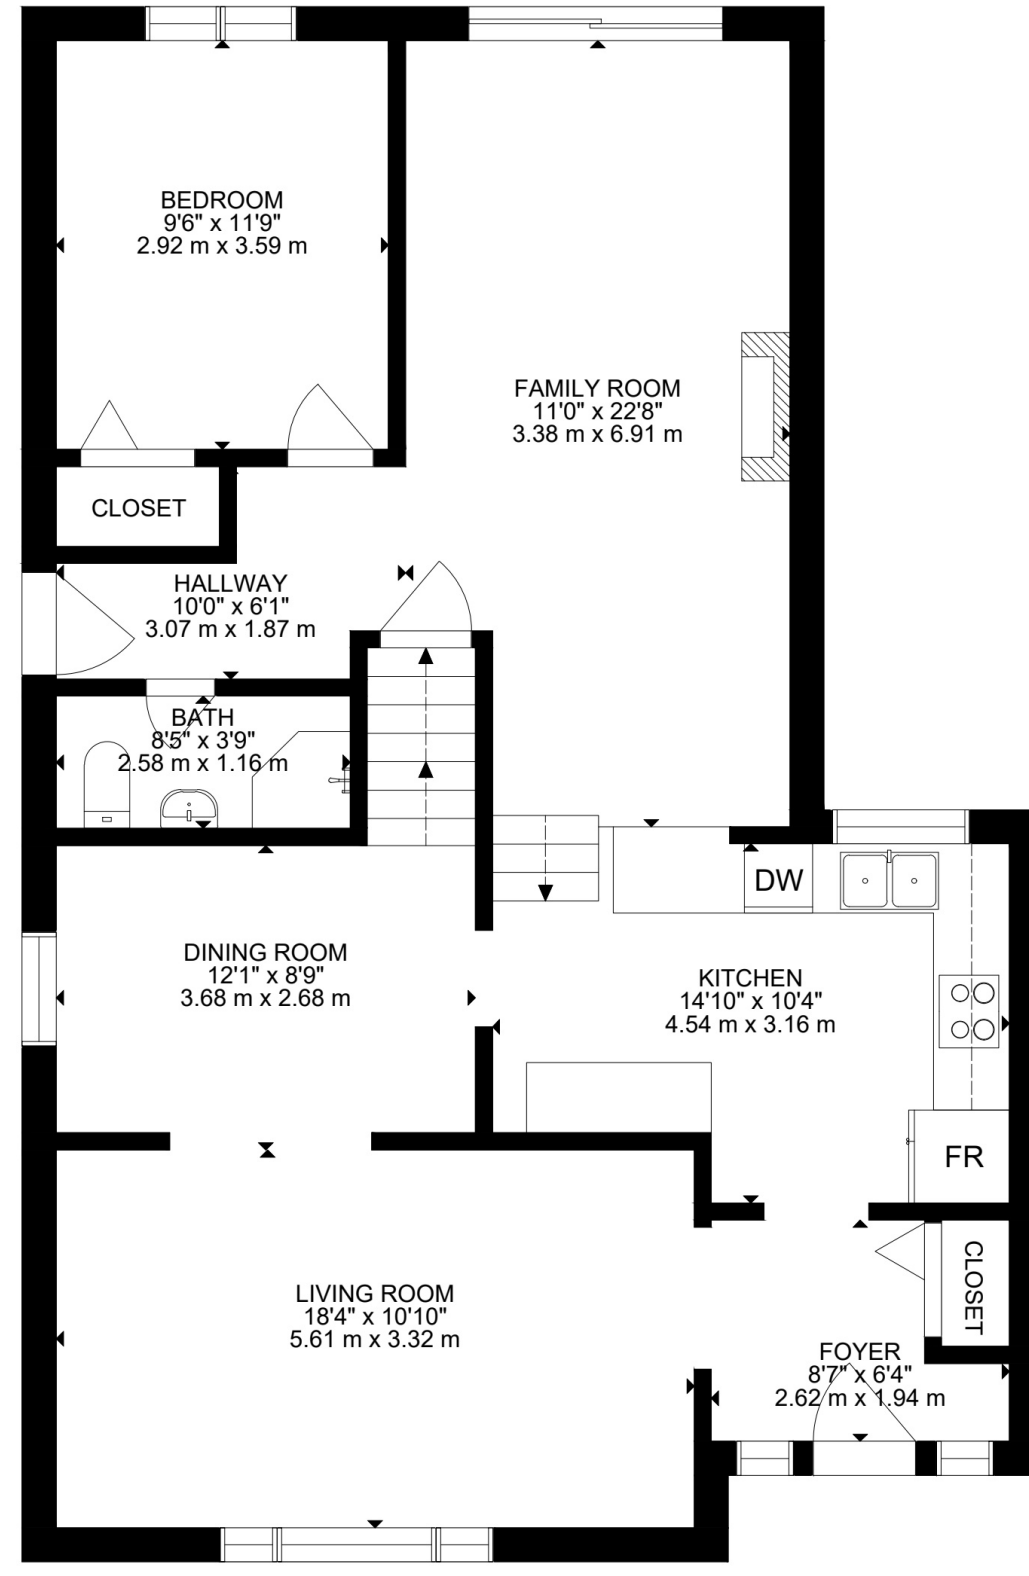 BEDROOM
9'6" x 11'9"
2.92 m x 3.59 m
FAMILY ROOM
11'0" x 22'8"
3.38 m x 6.91 m
CLOSET
HALLWAY
10'0" x 6'1"
3.07 m x 1.87 m
BATH
8'5" x 3'9"
2.58 m x 1.16 m
DW
DINING ROOM
12'1" x 8'9"
3.68 m x 2.68 m
KITCHEN
14'10" x 10'4"
4.54 m x 3.16 m
FR
CLOSET
LIVING ROOM
18'4" x 10'10"
5.61 m x 3.32 m
FOYER
8'7" x 6'4"
2.62 m x 1.94 m